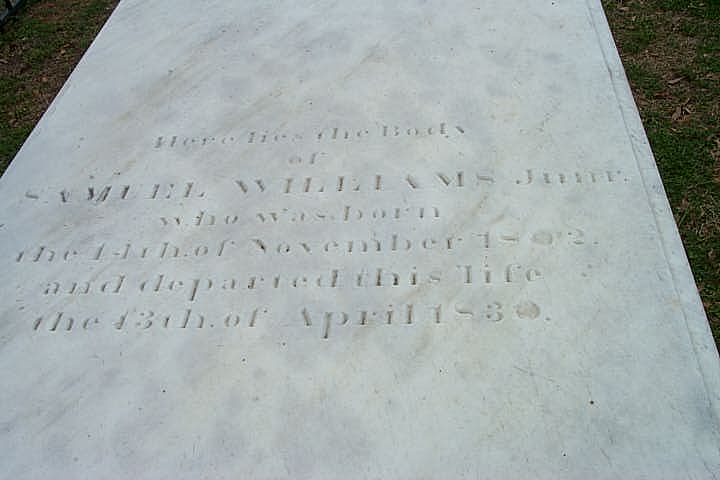 Here lies the Body
of
SAMUEL WILLIAMS Junr.
who was born
the 14th. of November 1802.
and departed this life
the 13th. of April 1830.